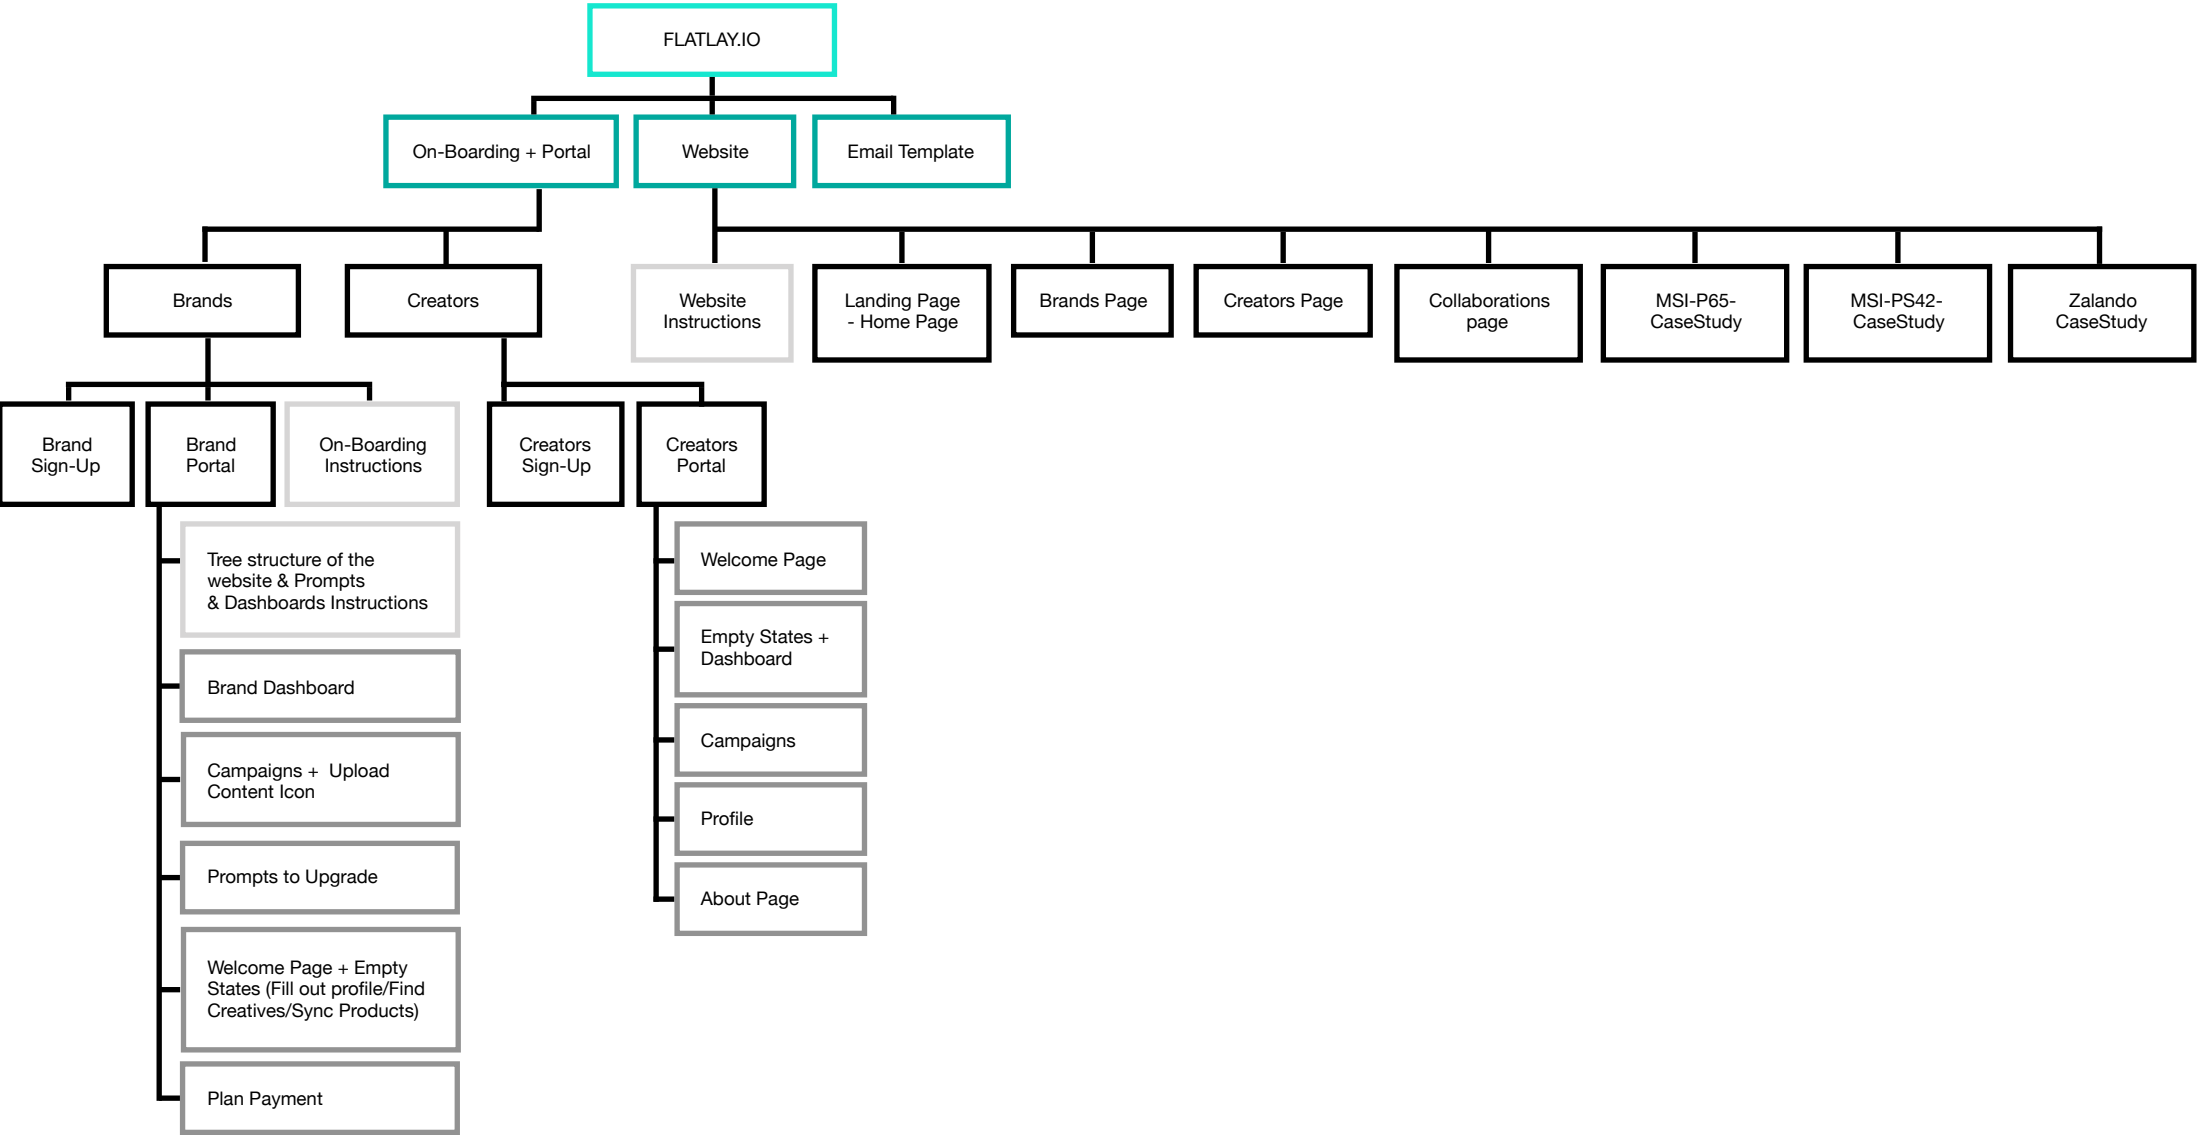 FLATLAY.IO
On-Boarding + Portal
Website
Email Template
Brands
Creators
Website
Instructions
Landing Page
- Home Page
Brands Page
Creators Page
Collaborations
page
MSI-P65-
CaseStudy
MSI-PS42-
CaseStudy
Zalando
CaseStudy
Brand
Sign-Up
Brand
Portal
On-Boarding
Instructions
Creators
Sign-Up
Creators
Portal
Tree structure of the
website & Prompts
& Dashboards Instructions
Brand Dashboard
Campaigns +  Upload
Content Icon
Prompts to Upgrade
Welcome Page + Empty
States (Fill out profile/Find
Creatives/Sync Products)
Plan Payment
Welcome Page
Empty States +
Dashboard
Campaigns
Profile
About Page